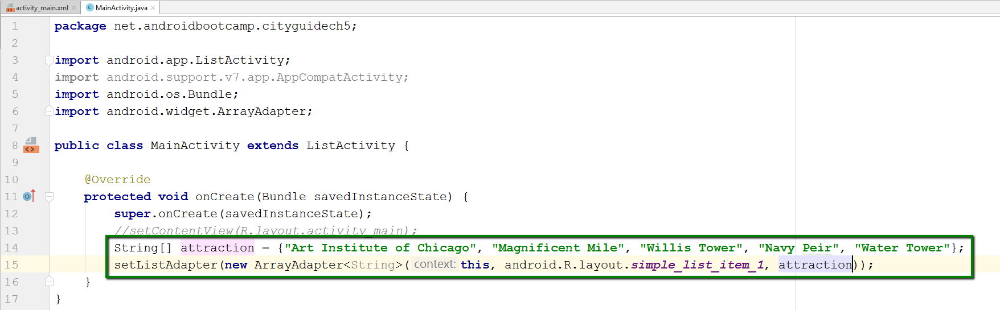 activity_main.xml × MainActivity.java ×
1 package net.androidbootcamp.cityguidech5;
2
3 import android.app.ListActivity;
4 import android.support.v7.app.AppCompatActivity;
5 import android.os.Bundle;
6 import android.widget.ArrayAdapter;
7
8 public class MainActivity extends ListActivity {
9
10 @Override
11 protected void onCreate(Bundle savedInstanceState) {
12 super.onCreate(savedInstanceState);
13 //setContentView(R.layout.activity_main);
14 String[] attraction = {"Art Institute of Chicago", "Magnificent Mile", "Willis Tower", "Navy Peir", "Water Tower"};
15 setListAdapter(new ArrayAdapter<String>( context: this, android.R.layout.simple_list_item_1, attraction));
16 }
17 }